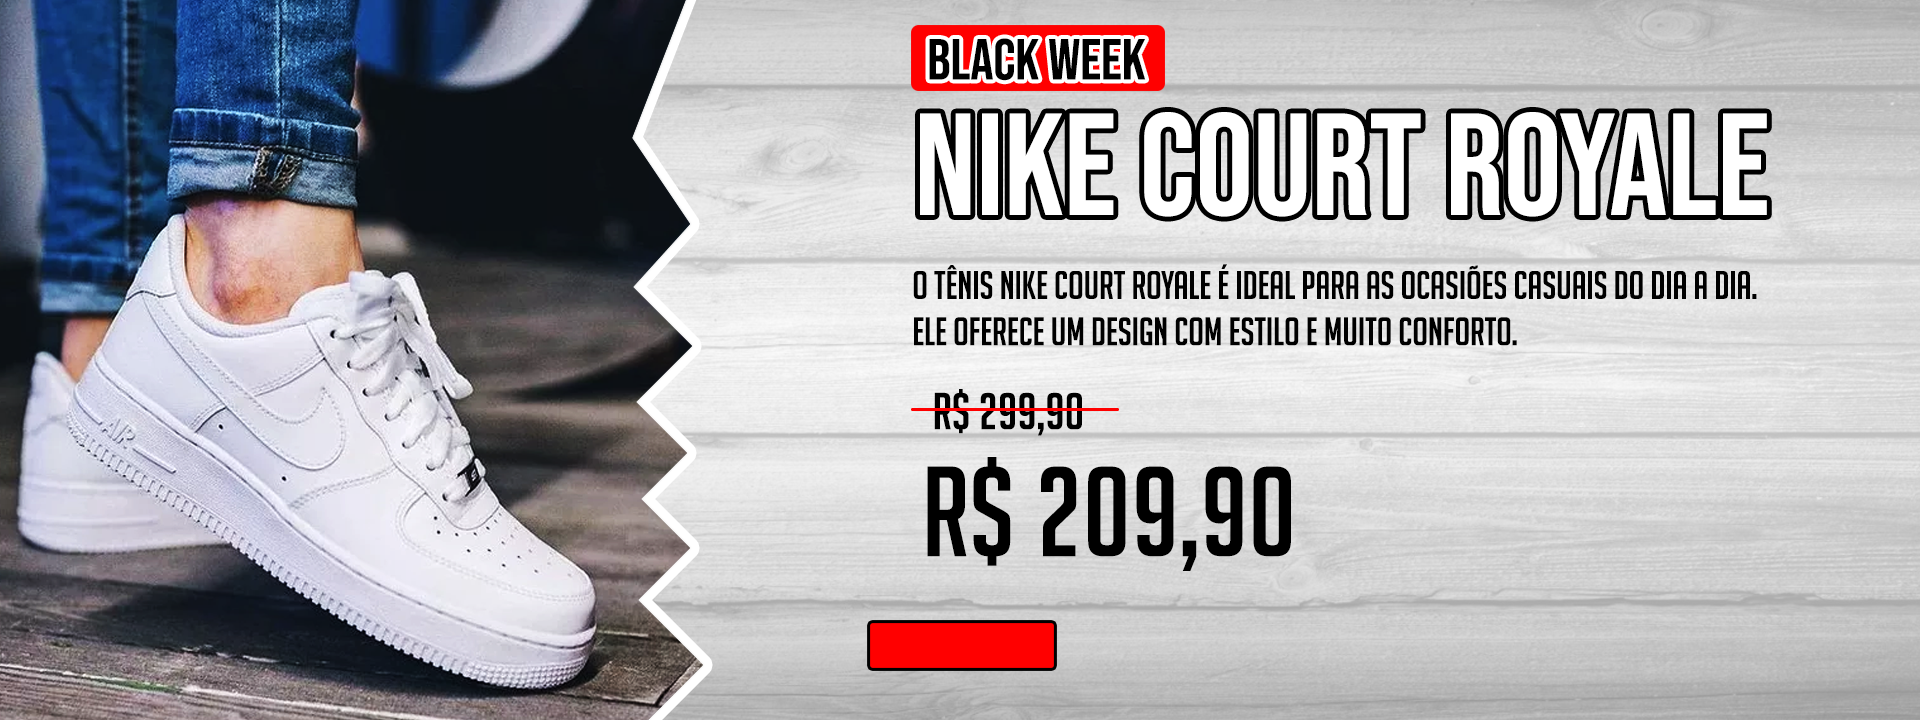 BLACK WEEK
NIKE COURT ROYALE
O TÊNIS NIKE COURT ROYALE É IDEAL PARA AS OCASIÕES CASUAIS DO DIA A DIA.
ELE OFERECE UM DESIGN COM ESTILO E MUITO CONFORTO.
R$ 299,90
R$ 209,90
AIR